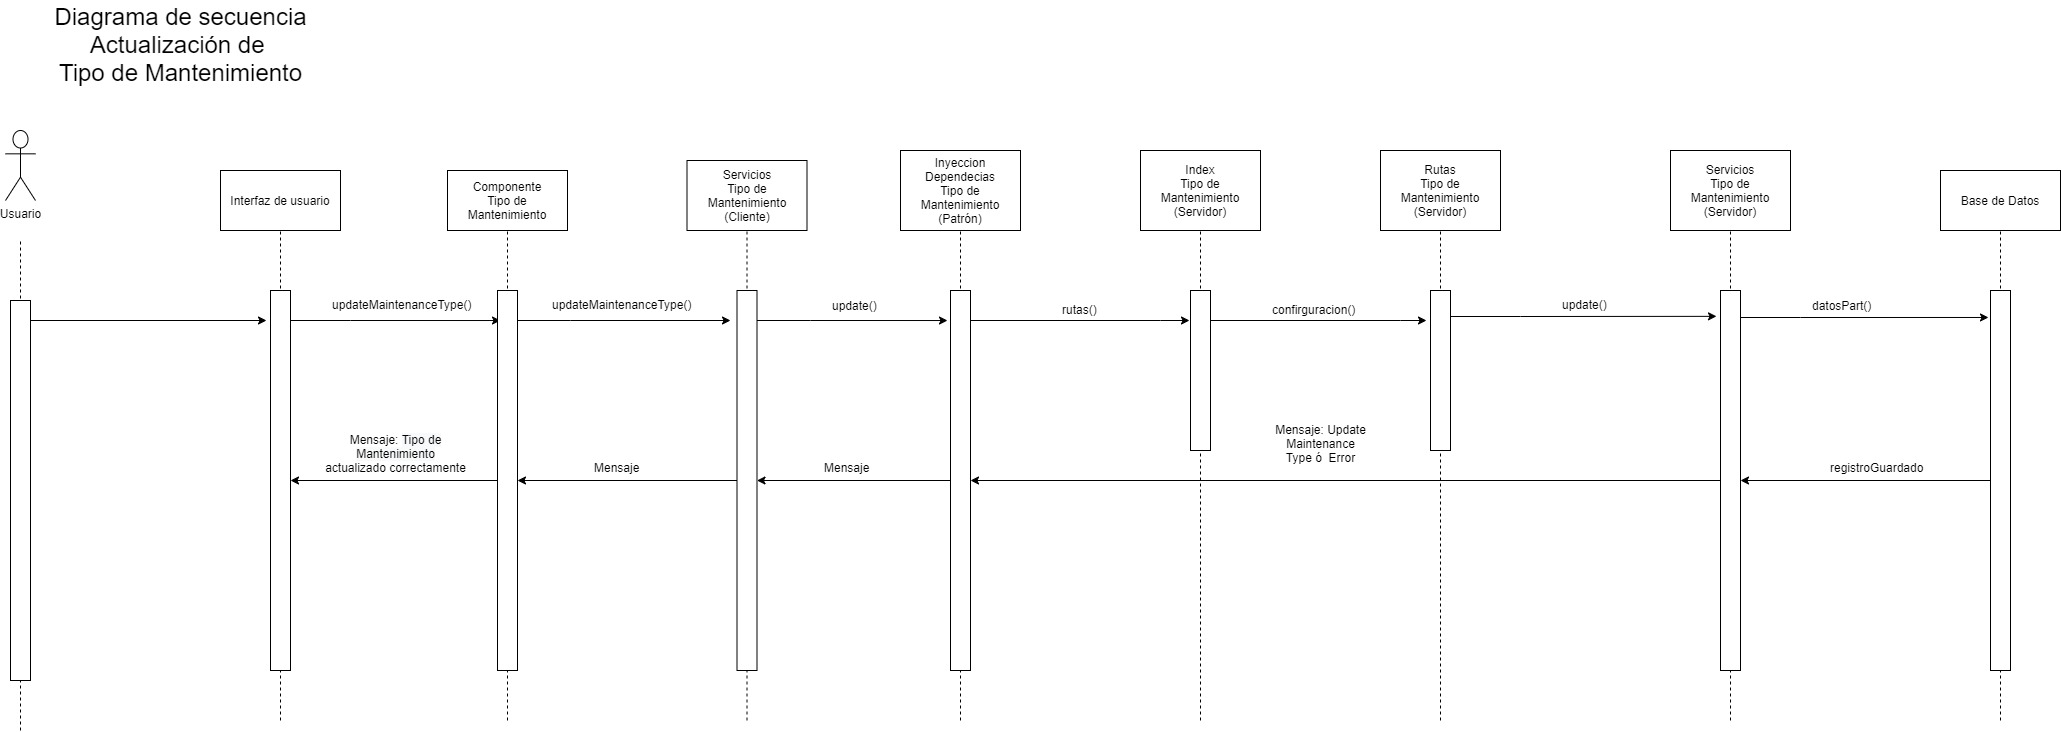 Diagrama de secuencia
Actualización de
Tipo de Mantenimiento
Usuario
Interfaz de usuario
Componente
Tipo de
Mantenimiento
Servicios
Tipo de
Mantenimiento
(Cliente)
Inyeccion
Dependecias
Tipo de
Mantenimiento
(Patrón)
Index
Tipo de
Mantenimiento
(Servidor)
Rutas
Tipo de
Mantenimiento
(Servidor)
Servicios
Tipo de
Mantenimiento
(Servidor)
Base de Datos
updateMaintenanceType()
updateMaintenanceType()
update()
rutas()
confirguracion()
update()
datosPart()
Mensaje: Tipo de
Mantenimiento
actualizado correctamente
Mensaje
Mensaje
Mensaje: Update
Maintenance
Type ó Error
registroGuardado